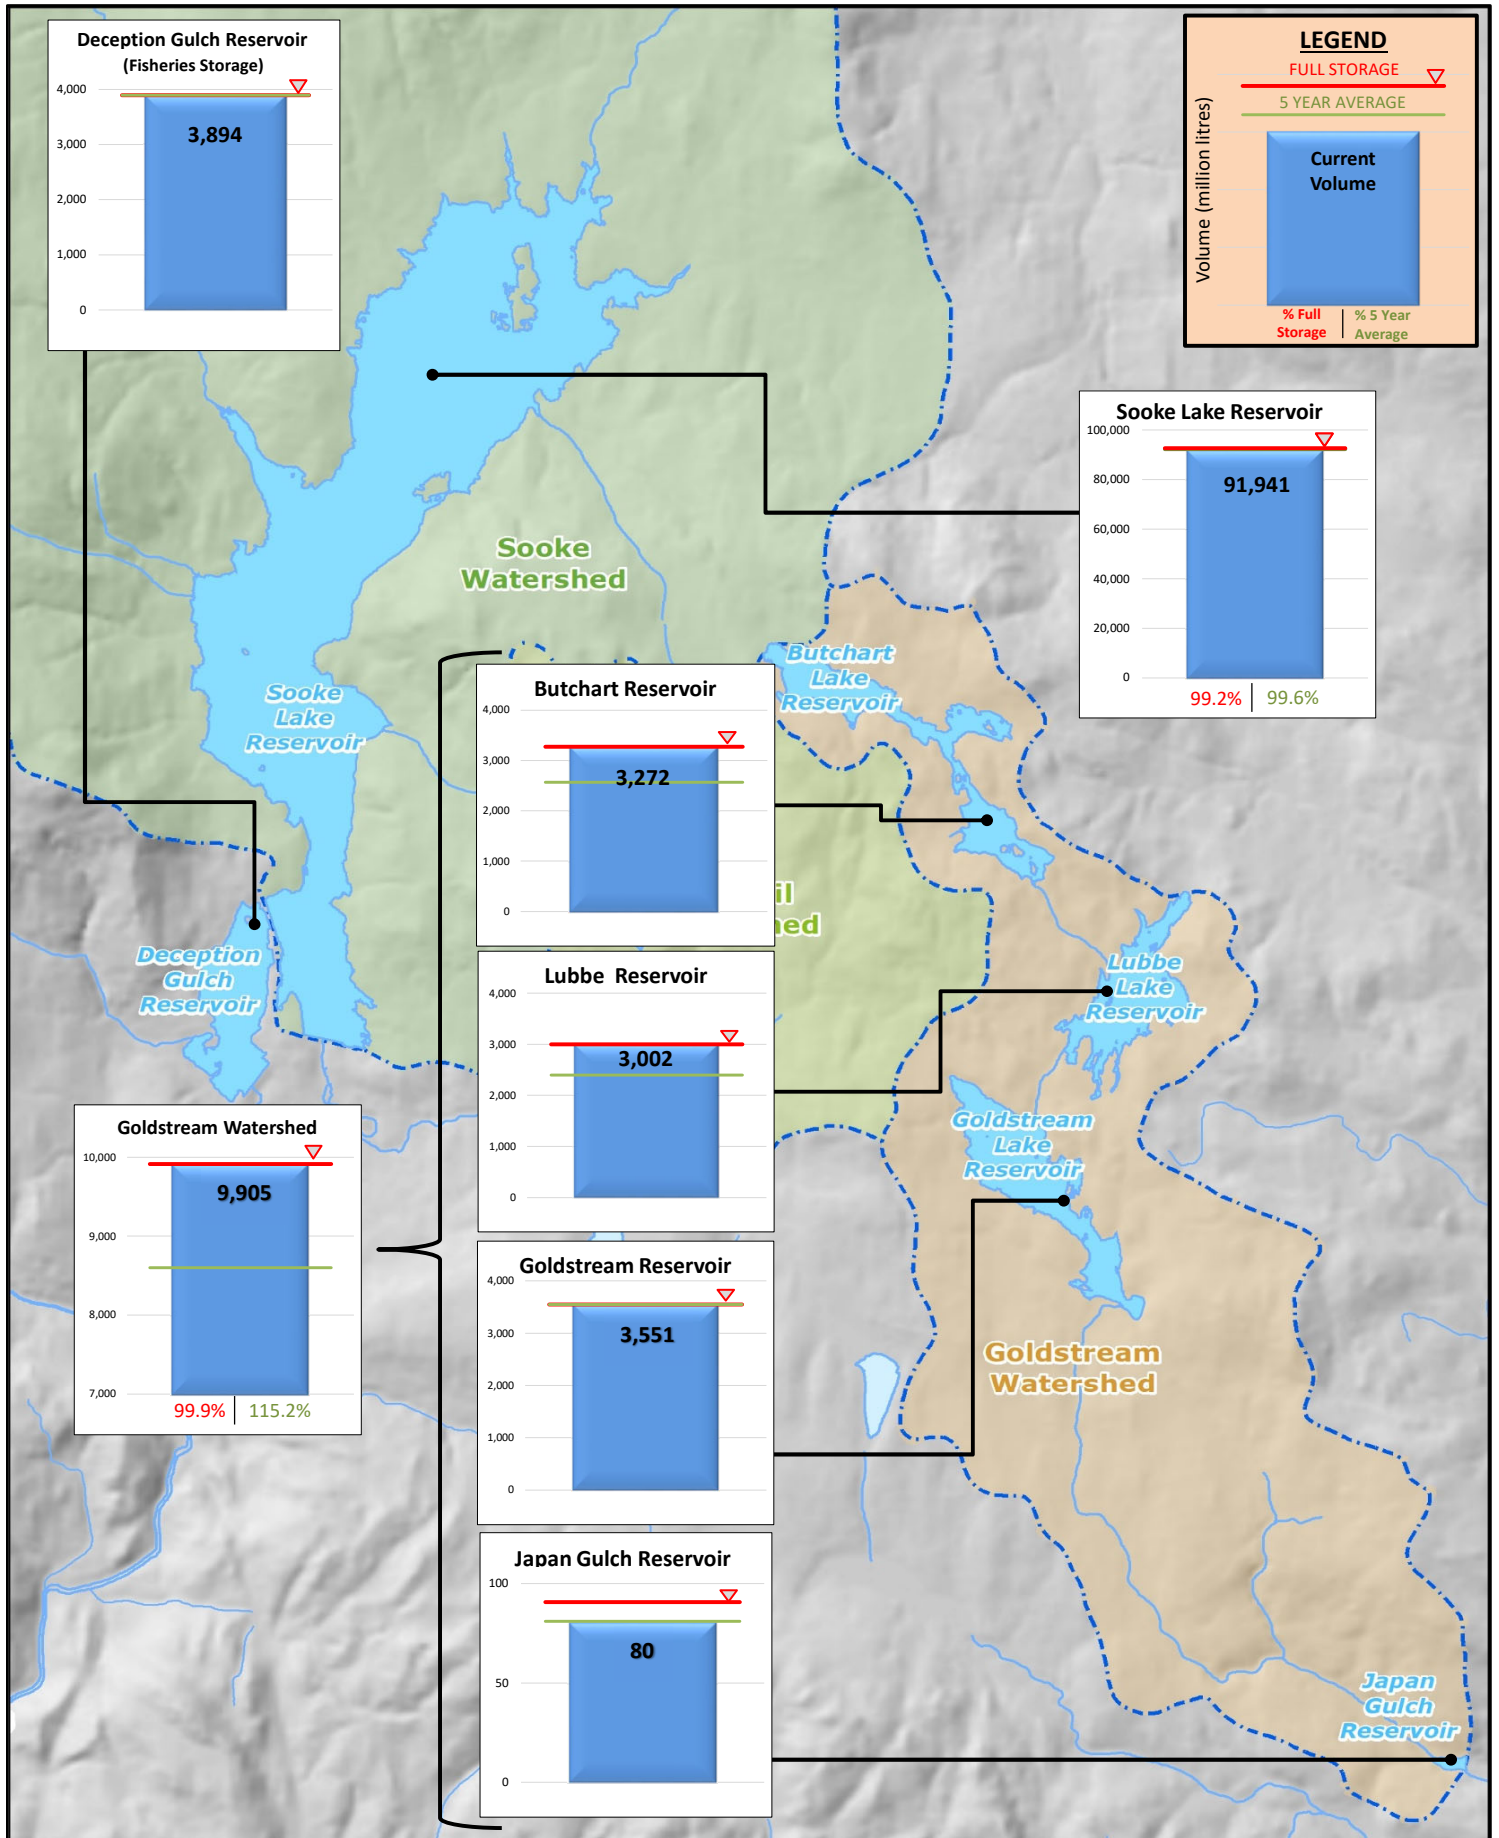 Deception Gulch Reservoir
(Fisheries Storage)
4,000
3,000
2,000
1,000
0
3,894
LEGEND
FULL STORAGE
5 YEAR AVERAGE
Volume (million litres)
Current
Volume
% Full
Storage
% 5 Year
Average
Sooke Lake Reservoir
100,000
80,000
60,000
40,000
20,000
0
91,941
99.2%
99.6%
Sooke
Watershed
Sooke
Lake
Reservoir
Butchart
Lake
Reservoir
Butchart Reservoir
4,000
3,000
2,000
1,000
0
3,272
il
ed
Deception
Gulch
Reservoir
Lubbe Reservoir
4,000
3,000
2,000
1,000
0
3,002
Lubbe
Lake
Reservoir
Goldstream
Lake
Reservoir
Goldstream Watershed
10,000
9,000
8,000
7,000
9,905
99.9%
115.2%
Goldstream Reservoir
4,000
3,000
2,000
1,000
0
3,551
Goldstream
Watershed
Japan Gulch Reservoir
100
50
0
80
Japan
Gulch
Reservoir